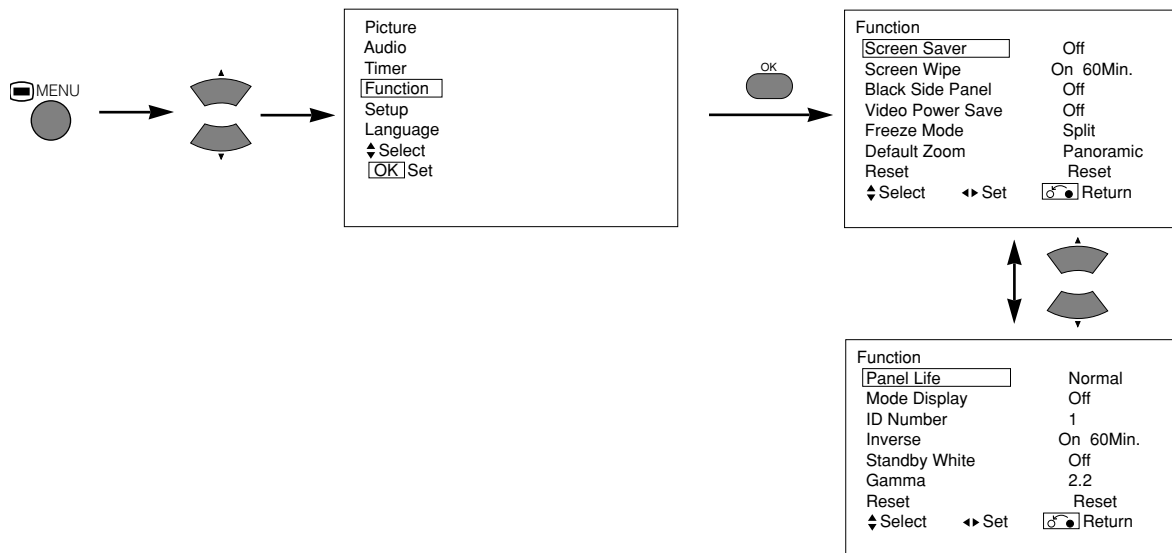 MENU
Picture
Audio
Timer
Function
Setup
Language
Select
OK Set
OK
Function
Screen Saver Off
Screen Wipe On 60Min.
Black Side Panel Off
Video Power Save Off
Freeze Mode Split
Default Zoom Panoramic
Reset Reset
Select Set Return
Function
Panel Life Normal
Mode Display Off
ID Number 1
Inverse On 60Min.
Standby White Off
Gamma 2.2
Reset Reset
Select Set Return